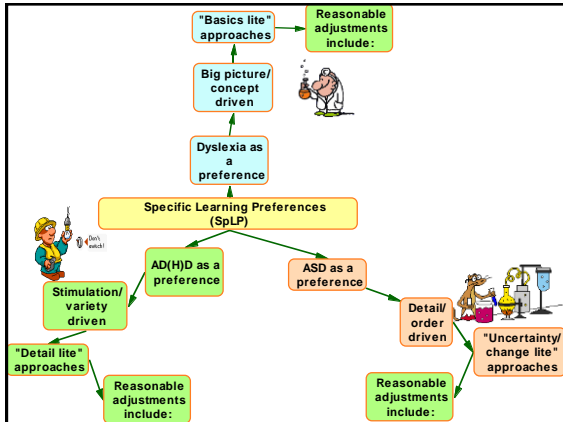 "Basics lite"
approaches
Reasonable
adjustments
include:
Big picture/
concept
driven
Dyslexia as
a
preference
Specific Learning Preferences
(SpLP)
Don't
switch!
AD(H)D as a
preference
ASD as a
preference
Stimulation/
variety
driven
Detail/
order
driven
"Detail lite"
approaches
"Uncertainty/
change lite"
approaches
Reasonable
adjustments
include:
Reasonable
adjustments
include: